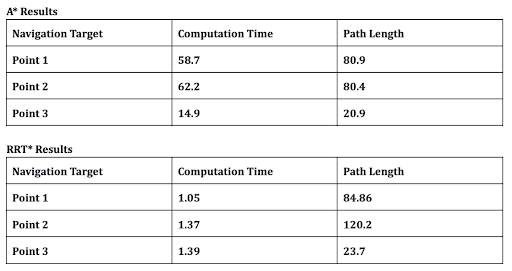 A* Results
Navigation Target Computation Time Path Length
Point 1 58.7 80.9
Point 2 62.2 80.4
Point 3 14.9 20.9
RRT* Results
Navigation Target Computation Time Path Length
Point 1 1.05 84.86
Point 2 1.37 120.2
Point 3 1.39 23.7